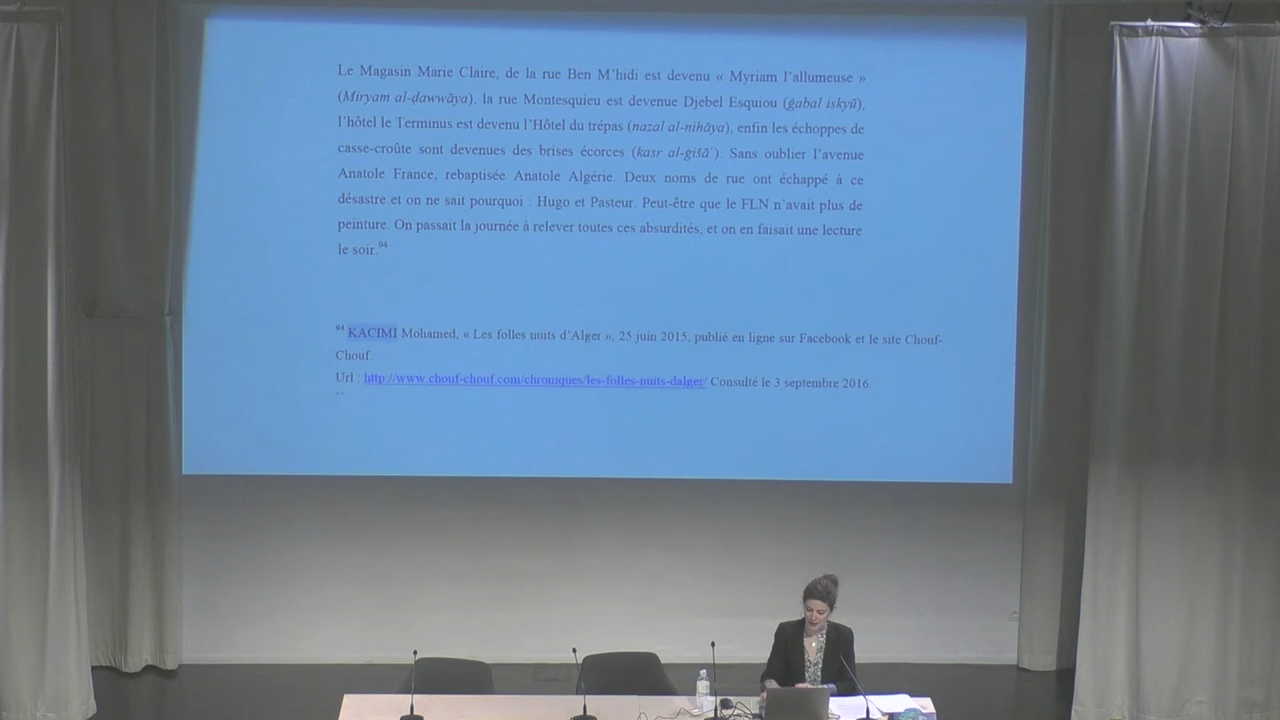 Le Magasin Marie Claire, de la rue Ben M'hidi est devenu « Myriam l'allumeuse »
(Miryam al-ḍawwāya), la rue Montesquieu est devenue Djebel Esquiou (ǧabal iskyū),
l'hôtel le Terminus est devenu l'Hôtel du trépas (nazal al-nihāya), enfin les échoppes de
casse-croûte sont devenues des brises écorces (kasr al-ġišāʾ). Sans oublier l'avenue
Anatole France, rebaptisée Anatole Algérie. Deux noms de rue ont échappé à ce
désastre et on ne sait pourquoi : Hugo et Pasteur. Peut-être que le FLN n'avait plus de
peinture. On passait la journée à relever toutes ces absurdités, et on en faisait une lecture
le soir.94
94 KACIMI Mohamed, « Les folles nuits d'Alger », 25 juin 2015, publié en ligne sur Facebook et le site Chouf-
Chouf.
Url : http://www.chouf-chouf.com/chroniques/les-folles-nuits-dalger/ Consulté le 3 septembre 2016.